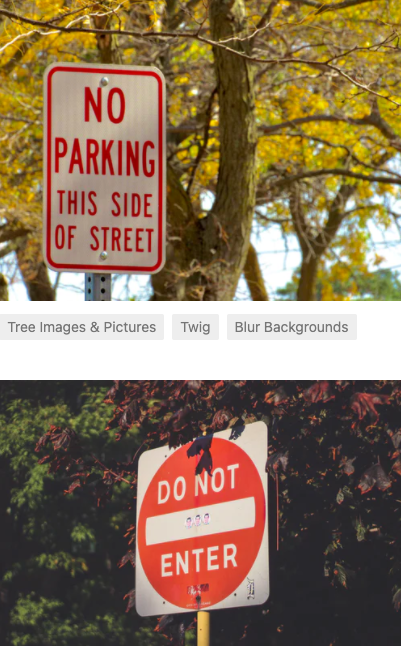 NO
PARKING
THIS SIDE
OF STREET
Tree Images & Pictures Twig Blur Backgrounds
DO NOT
ENTER